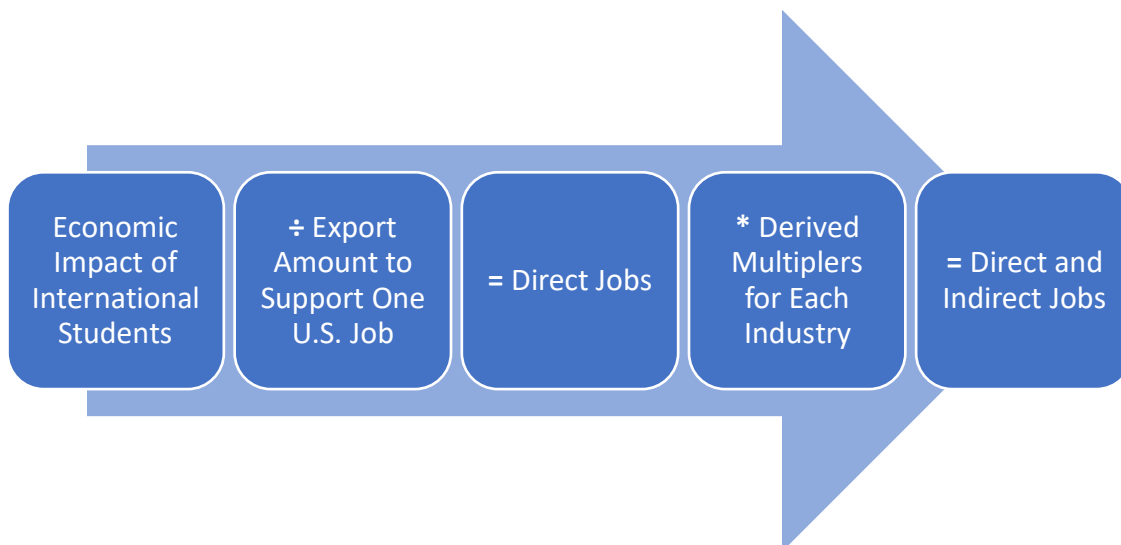 Economic
Impact of
International
Students
÷ Export
Amount to
Support One
U.S. Job
= Direct Jobs
* Derived
Multiplers
for Each
Industry
= Direct and
Indirect Jobs